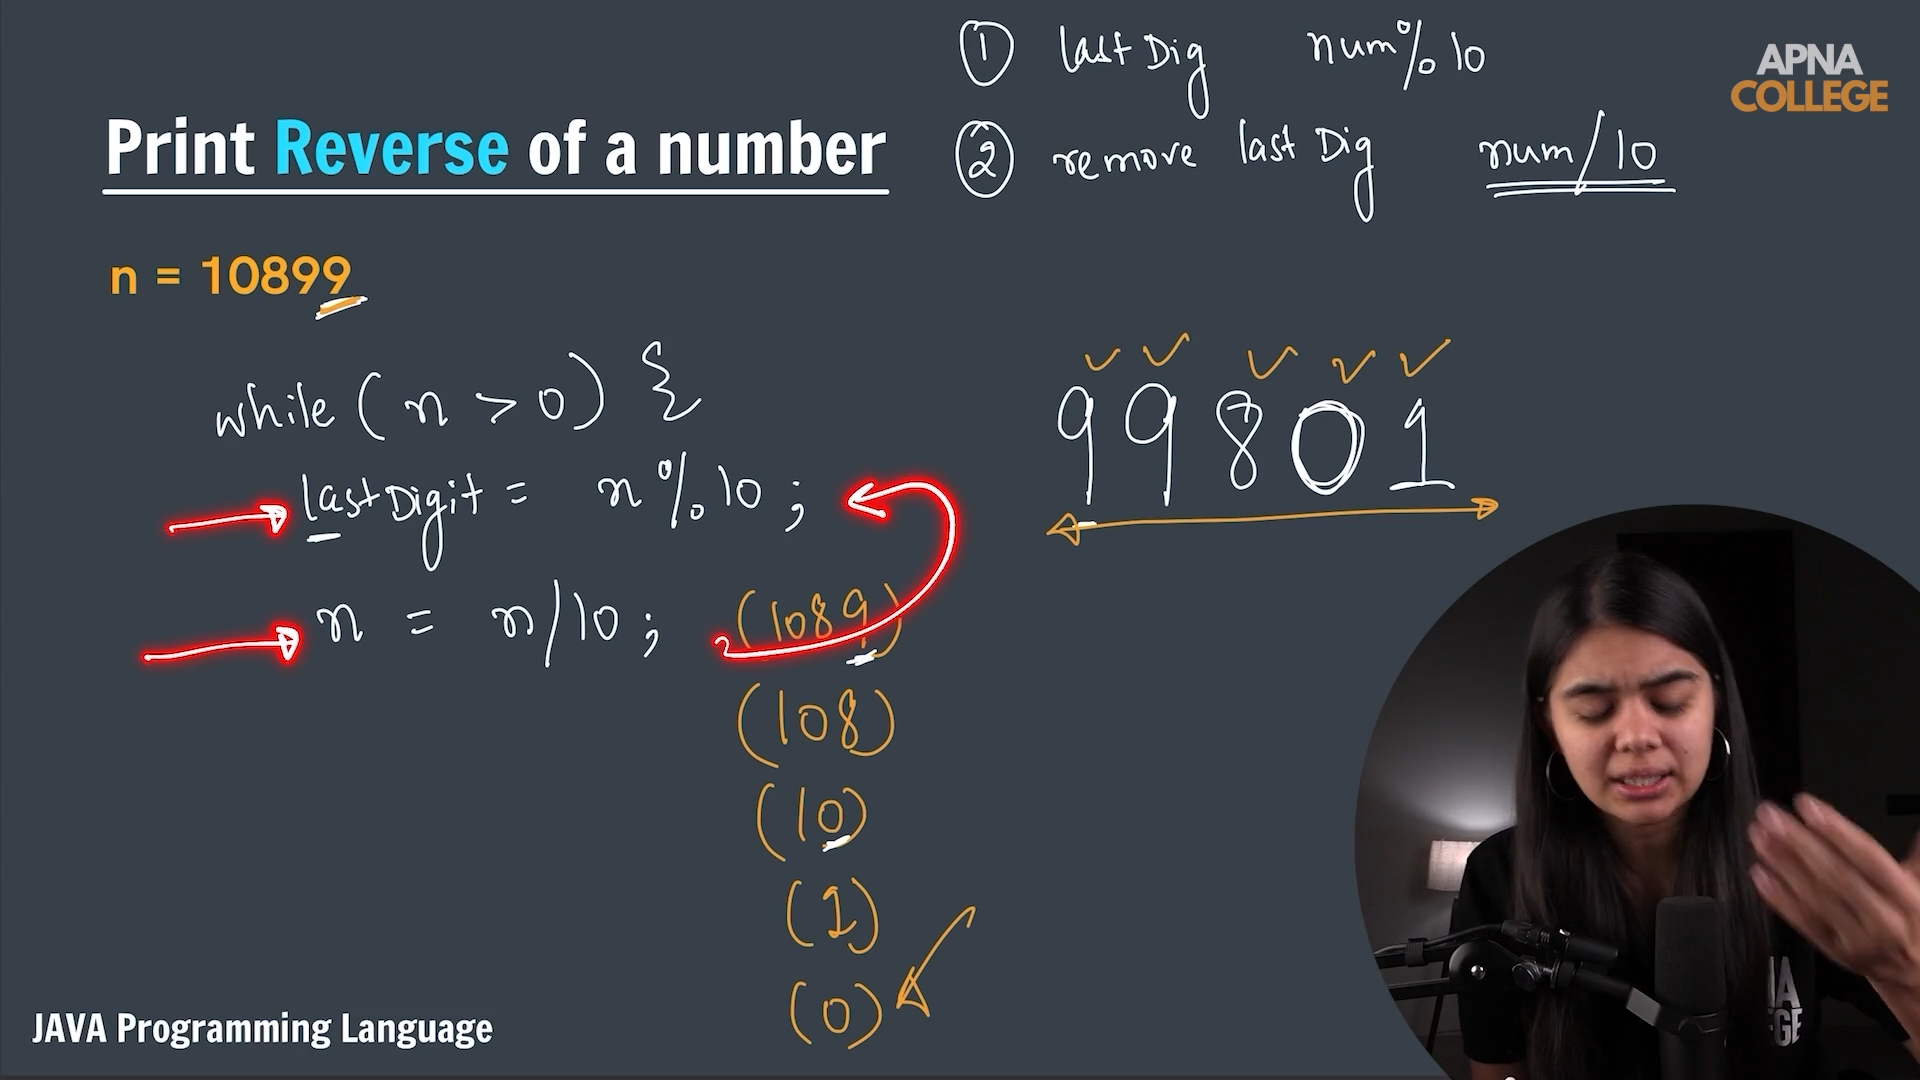 ① last Dig num%10
APNA
COLLEGE
② remove last Dig num/10
Print Reverse of a number
n = 10899
while (n > 0) {
lastDigit = n%10;
n = n/10; (1089)
(108)
(10)
(1)
(0)
99801
JAVA Programming Language